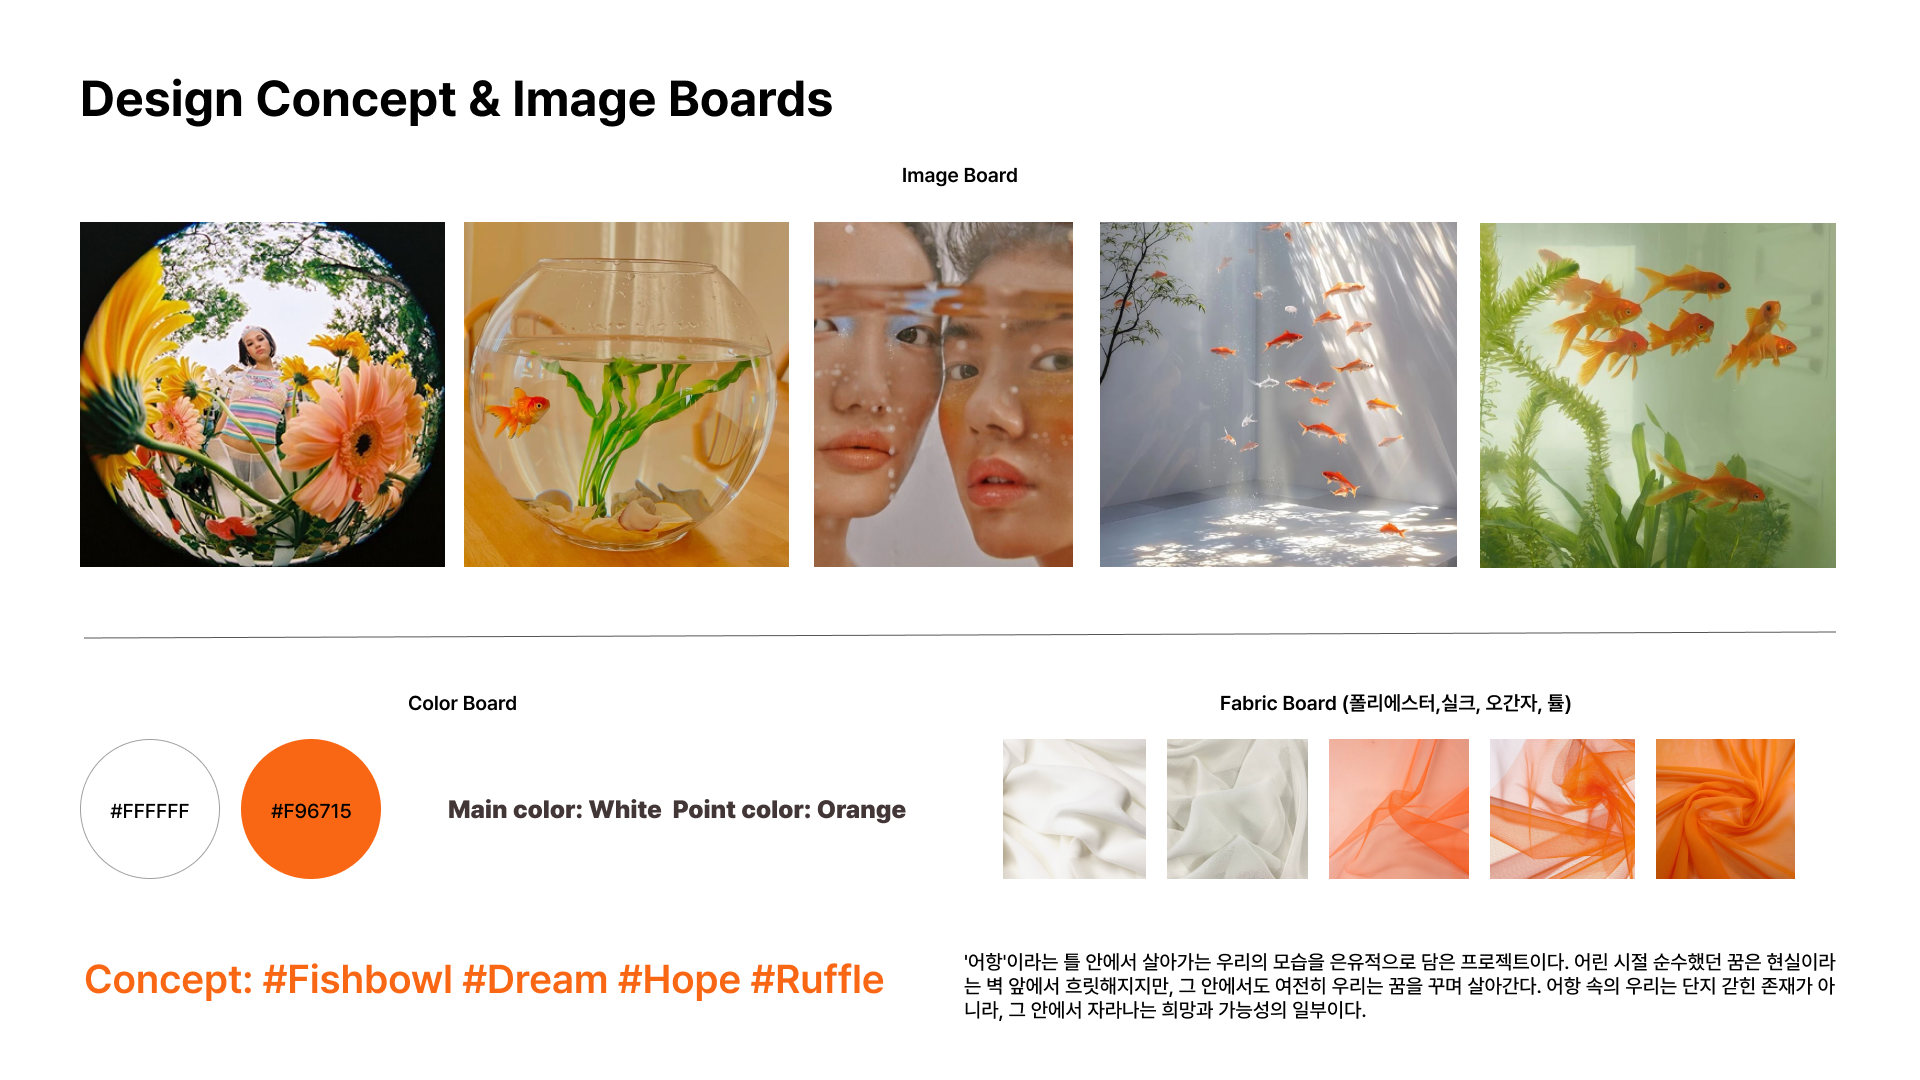 Design Concept & Image Boards
Image Board
Color Board
#FFFFFF
#F96715
Main color: White  Point color: Orange
Fabric Board (폴리에스터,실크, 오간자, 튤)
Concept: #Fishbowl #Dream #Hope #Ruffle
'어항'이라는 틀 안에서 살아가는 우리의 모습을 은유적으로 담은 프로젝트이다. 어린 시절 순수했던 꿈은 현실이라
는 벽 앞에서 흐릿해지지만, 그 안에서도 여전히 우리는 꿈을 꾸며 살아간다. 어항 속의 우리는 단지 갇힌 존재가 아
니라, 그 안에서 자라나는 희망과 가능성의 일부이다.